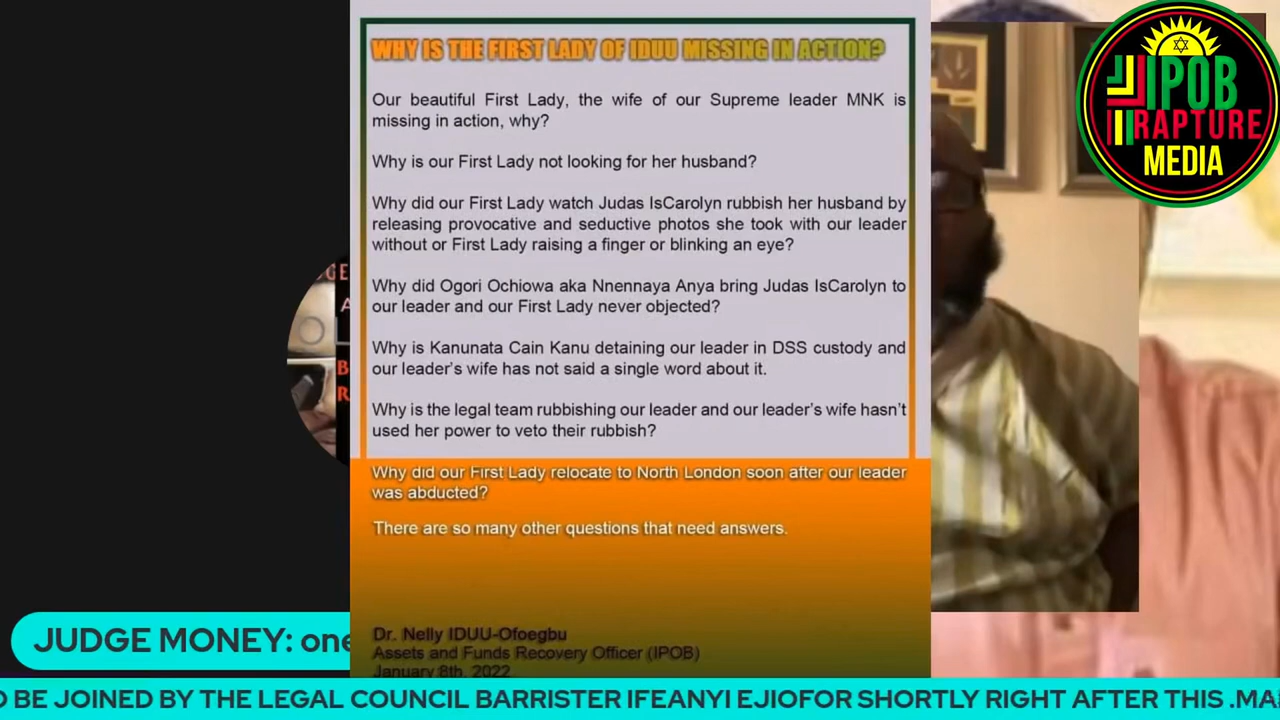 WHY IS THE FIRST LADY OF IDUU MISSING IN ACTION?
Our beautiful First Lady, the wife of our Supreme leader MNK is
missing in action, why?
Why is our First Lady not looking for her husband?
Why did our First Lady watch Judas IsCarolyn rubbish her husband by
releasing provocative and seductive photos she took with our leader
without or First Lady raising a finger or blinking an eye?
Why did Ogori Ochiowa aka Nnennaya Anya bring Judas IsCarolyn to
our leader and our First Lady never objected?
Why is Kanunata Cain Kanu detaining our leader in DSS custody and
our leader's wife has not said a single word about it.
Why is the legal team rubbishing our leader and our leader's wife hasn't
used her power to veto their rubbish?
Why did our First Lady relocate to North London soon after our leader
was abducted?
There are so many other questions that need answers.
Dr. Nelly IDUU-Ofoegbu
Assets and Funds Recovery Officer (IPOB)
January 8th, 2022
IPOB
RAPTURE
MEDIA
JUDGE MONEY: one
O BE JOINED BY THE LEGAL COUNCIL BARRISTER IFEANYI EJIOFOR SHORTLY RIGHT AFTER THIS .MA